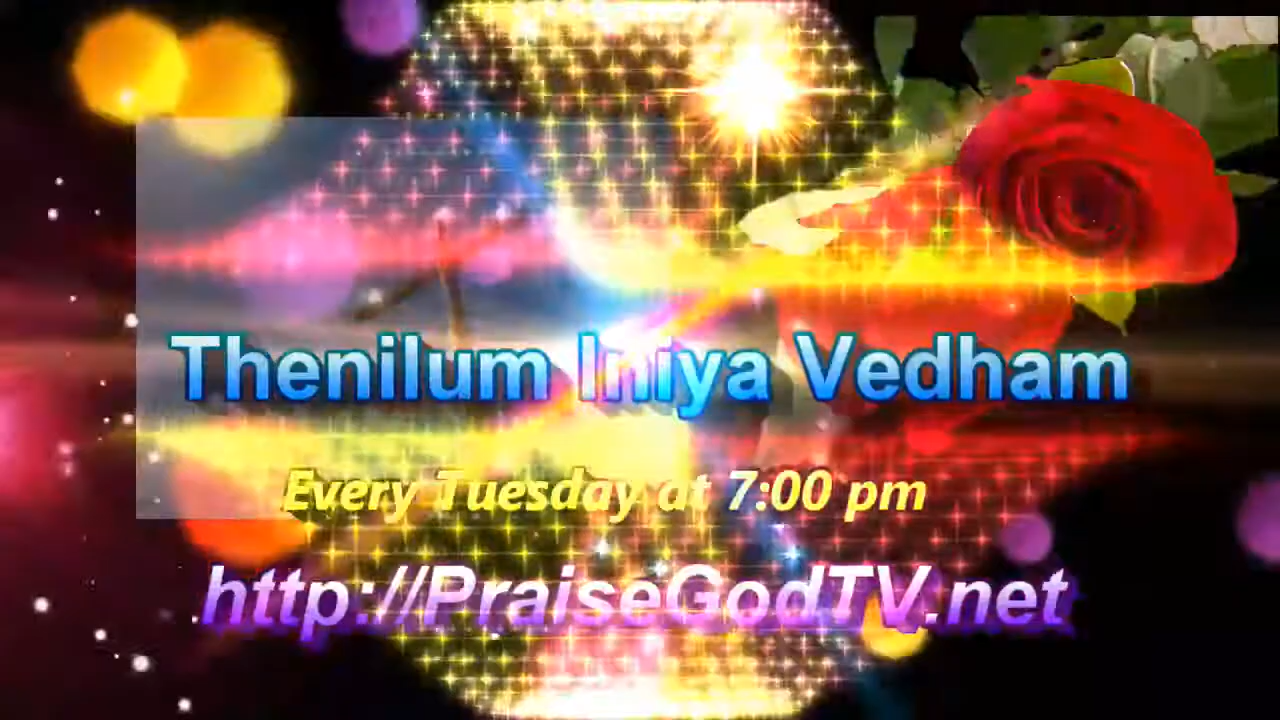 Thenilum Iniya Vedham
Every Tuesday at 7:00 pm
http://PraiseGodTV.net